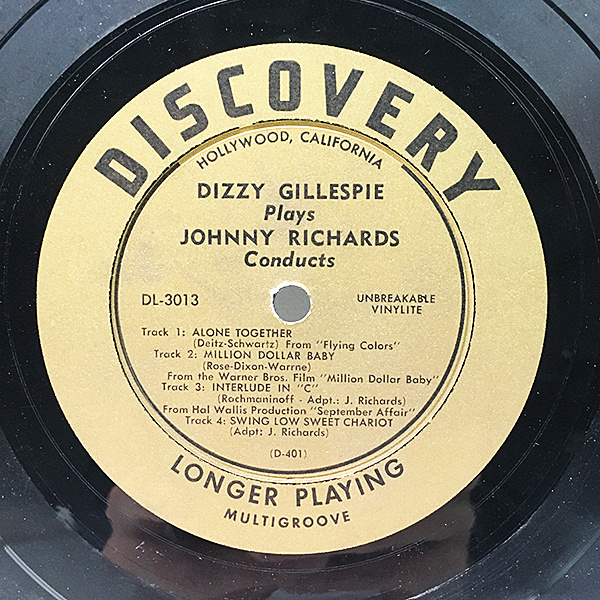 DISCOVERY
HOLLYWOOD, CALIFORNIA
DIZZY GILLESPIE
Plays
JOHNNY RICHARDS
Conducts
DL-3013
UNBREAKABLE
VINYLITE
Track 1: ALONE TOGETHER
(Deitz-Schwartz) From "Flying Colors"
Track 2: MILLION DOLLAR BABY
(Rose-Dixon-Warrne)
From the Warner Bros. Film "Million Dollar Baby"
Track 3: INTERLUDE IN "C"
(Rachmaninoff - Adpt.: J. Richards)
From Hal Wallis Production "September Affair"
Track 4: SWING LOW SWEET CHARIOT
(Adpt: J. Richards)
(D-401)
LONGER PLAYING
MULTIGROOVE